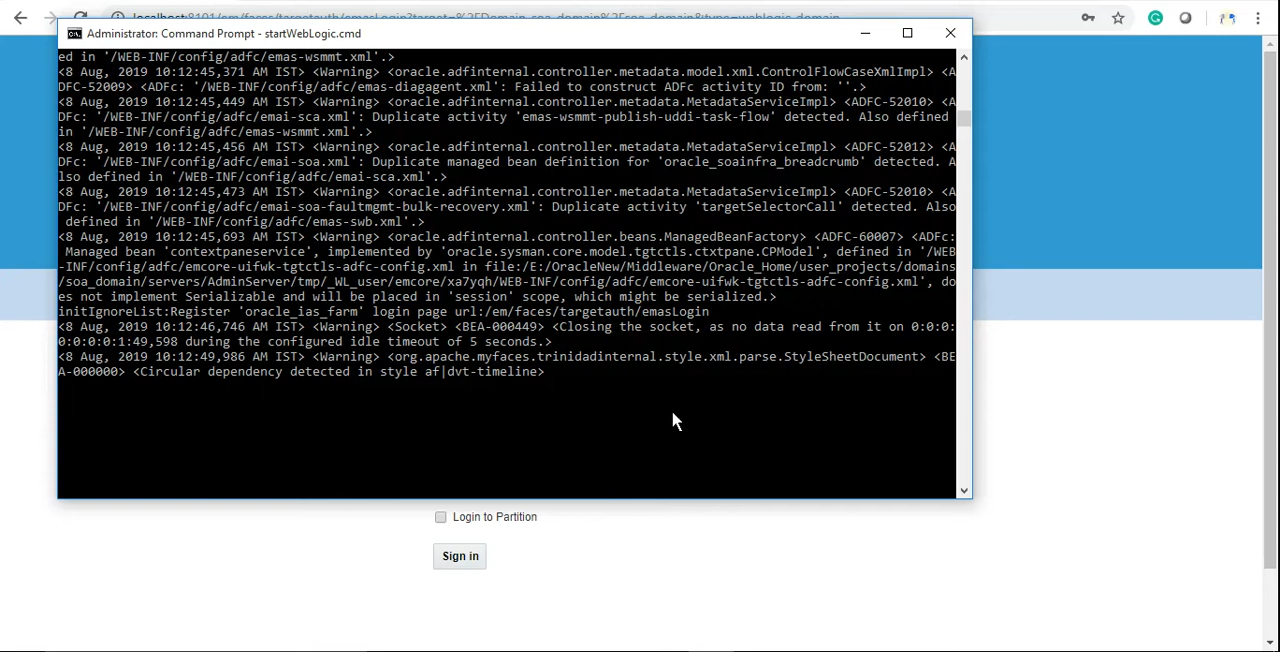 localhost:8101/em/faces/targetauth/emasLogin?target=%2FDomain_soa_domain%2Fsoa_domain&type=weblogic_domain
Administrator: Command Prompt - startWebLogic.cmd
ed in '/WEB-INF/config/adfc/emas-wsmmt.xml'.>
<8 Aug, 2019 10:12:45,371 AM IST> <Warning> <oracle.adfinternal.controller.metadata.model.xml.ControlFlowCaseXmlImpl> <A
DFC-52009> <ADFc: '/WEB-INF/config/adfc/emas-diagagent.xml': Failed to construct ADFc activity ID from: ''.>
<8 Aug, 2019 10:12:45,449 AM IST> <Warning> <oracle.adfinternal.controller.metadata.MetadataServiceImpl> <ADFC-52010> <A
DFc: '/WEB-INF/config/adfc/emai-sca.xml': Duplicate activity 'emas-wsmmt-publish-uddi-task-flow' detected. Also defined
in '/WEB-INF/config/adfc/emas-wsmmt.xml'.>
<8 Aug, 2019 10:12:45,456 AM IST> <Warning> <oracle.adfinternal.controller.metadata.MetadataServiceImpl> <ADFC-52012> <A
DFc: '/WEB-INF/config/adfc/emai-soa.xml': Duplicate managed bean definition for 'oracle_soainfra_breadcrumb' detected. A
lso defined in '/WEB-INF/config/adfc/emai-sca.xml'.>
<8 Aug, 2019 10:12:45,473 AM IST> <Warning> <oracle.adfinternal.controller.metadata.MetadataServiceImpl> <ADFC-52010> <A
DFc: '/WEB-INF/config/adfc/emai-soa-faultmgmt-bulk-recovery.xml': Duplicate activity 'targetSelectorCall' detected. Also
defined in '/WEB-INF/config/adfc/emas-swb.xml'.>
<8 Aug, 2019 10:12:45,693 AM IST> <Warning> <oracle.adfinternal.controller.beans.ManagedBeanFactory> <ADFC-60007> <ADFc:
Managed bean 'contextpaneservice', implemented by 'oracle.sysman.core.model.tgtctls.ctxtpane.CPModel', defined in '/WEB
-INF/config/adfc/emcore-uifwk-tgtctls-adfc-config.xml in file:/E:/OracleNew/Middleware/Oracle_Home/user_projects/domains
/soa_domain/servers/AdminServer/tmp/_WL_user/emcore/xa7yqh/WEB-INF/config/adfc/emcore-uifwk-tgtctls-adfc-config.xml', do
es not implement Serializable and will be placed in 'session' scope, which might be serialized.>
initIgnoreList:Register 'oracle_ias_farm' login page url:/em/faces/targetauth/emasLogin
<8 Aug, 2019 10:12:46,746 AM IST> <Warning> <Socket> <BEA-000449> <Closing the socket, as no data read from it on 0:0:0:
0:0:0:0:1:49,598 during the configured idle timeout of 5 seconds.>
<8 Aug, 2019 10:12:49,986 AM IST> <Warning> <org.apache.myfaces.trinidadinternal.style.xml.parse.StyleSheetDocument> <BE
A-000000> <Circular dependency detected in style af|dvt-timeline>
Login to Partition
Sign in